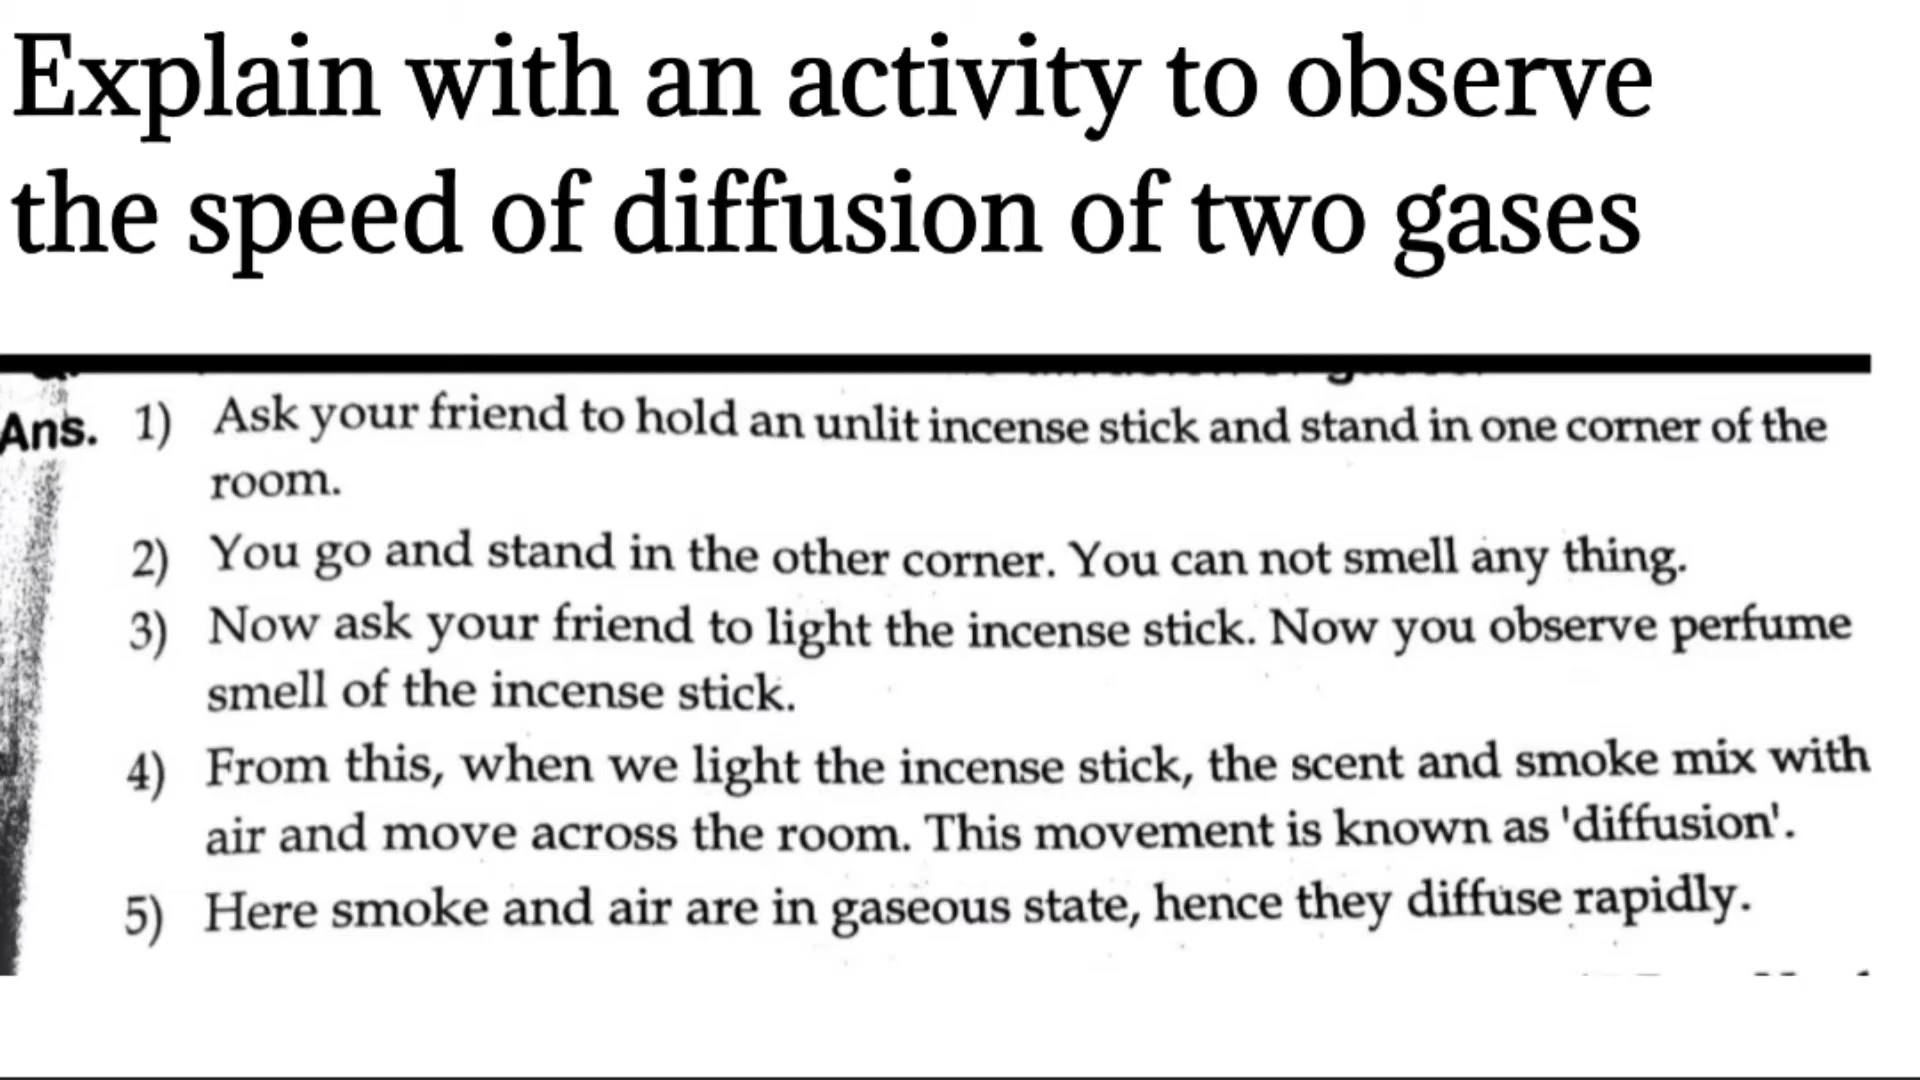 Explain with an activity to observe
the speed of diffusion of two gases
Ans. 1) Ask your friend to hold an unlit incense stick and stand in one corner of the
room.
2) You go and stand in the other corner. You can not smell any thing.
3) Now ask your friend to light the incense stick. Now you observe perfume
smell of the incense stick.
4) From this, when we light the incense stick, the scent and smoke mix with
air and move across the room. This movement is known as 'diffusion'.
5) Here smoke and air are in gaseous state, hence they diffuse rapidly.